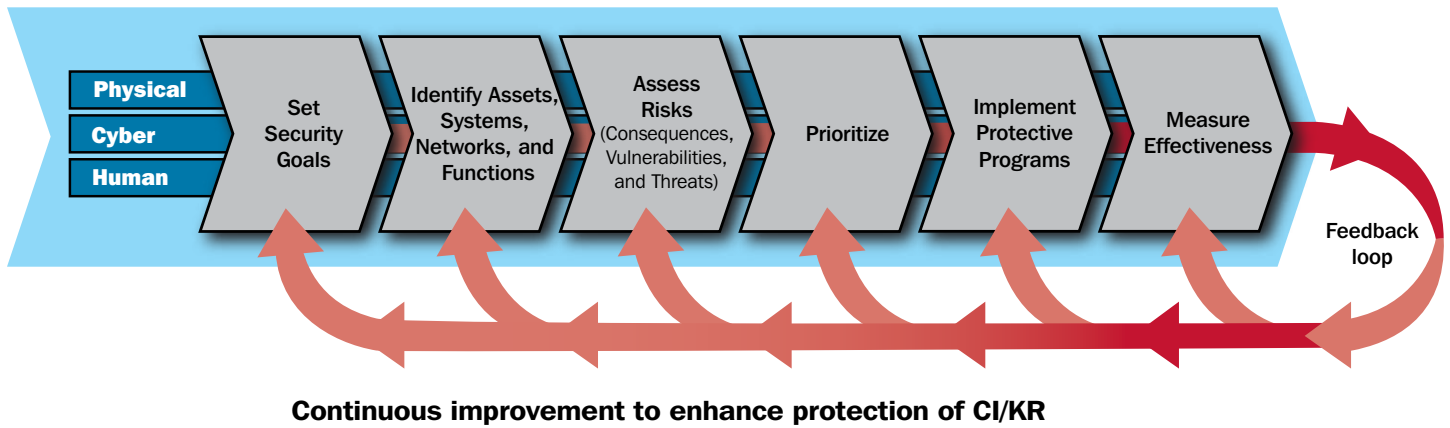 Physical
Cyber
Human
Set
Security
Goals
Identify Assets,
Systems,
Networks, and
Functions
Assess
Risks
(Consequences,
Vulnerabilities,
and Threats)
Prioritize
Implement
Protective
Programs
Measure
Effectiveness
Feedback
loop
Continuous improvement to enhance protection of CI/KR